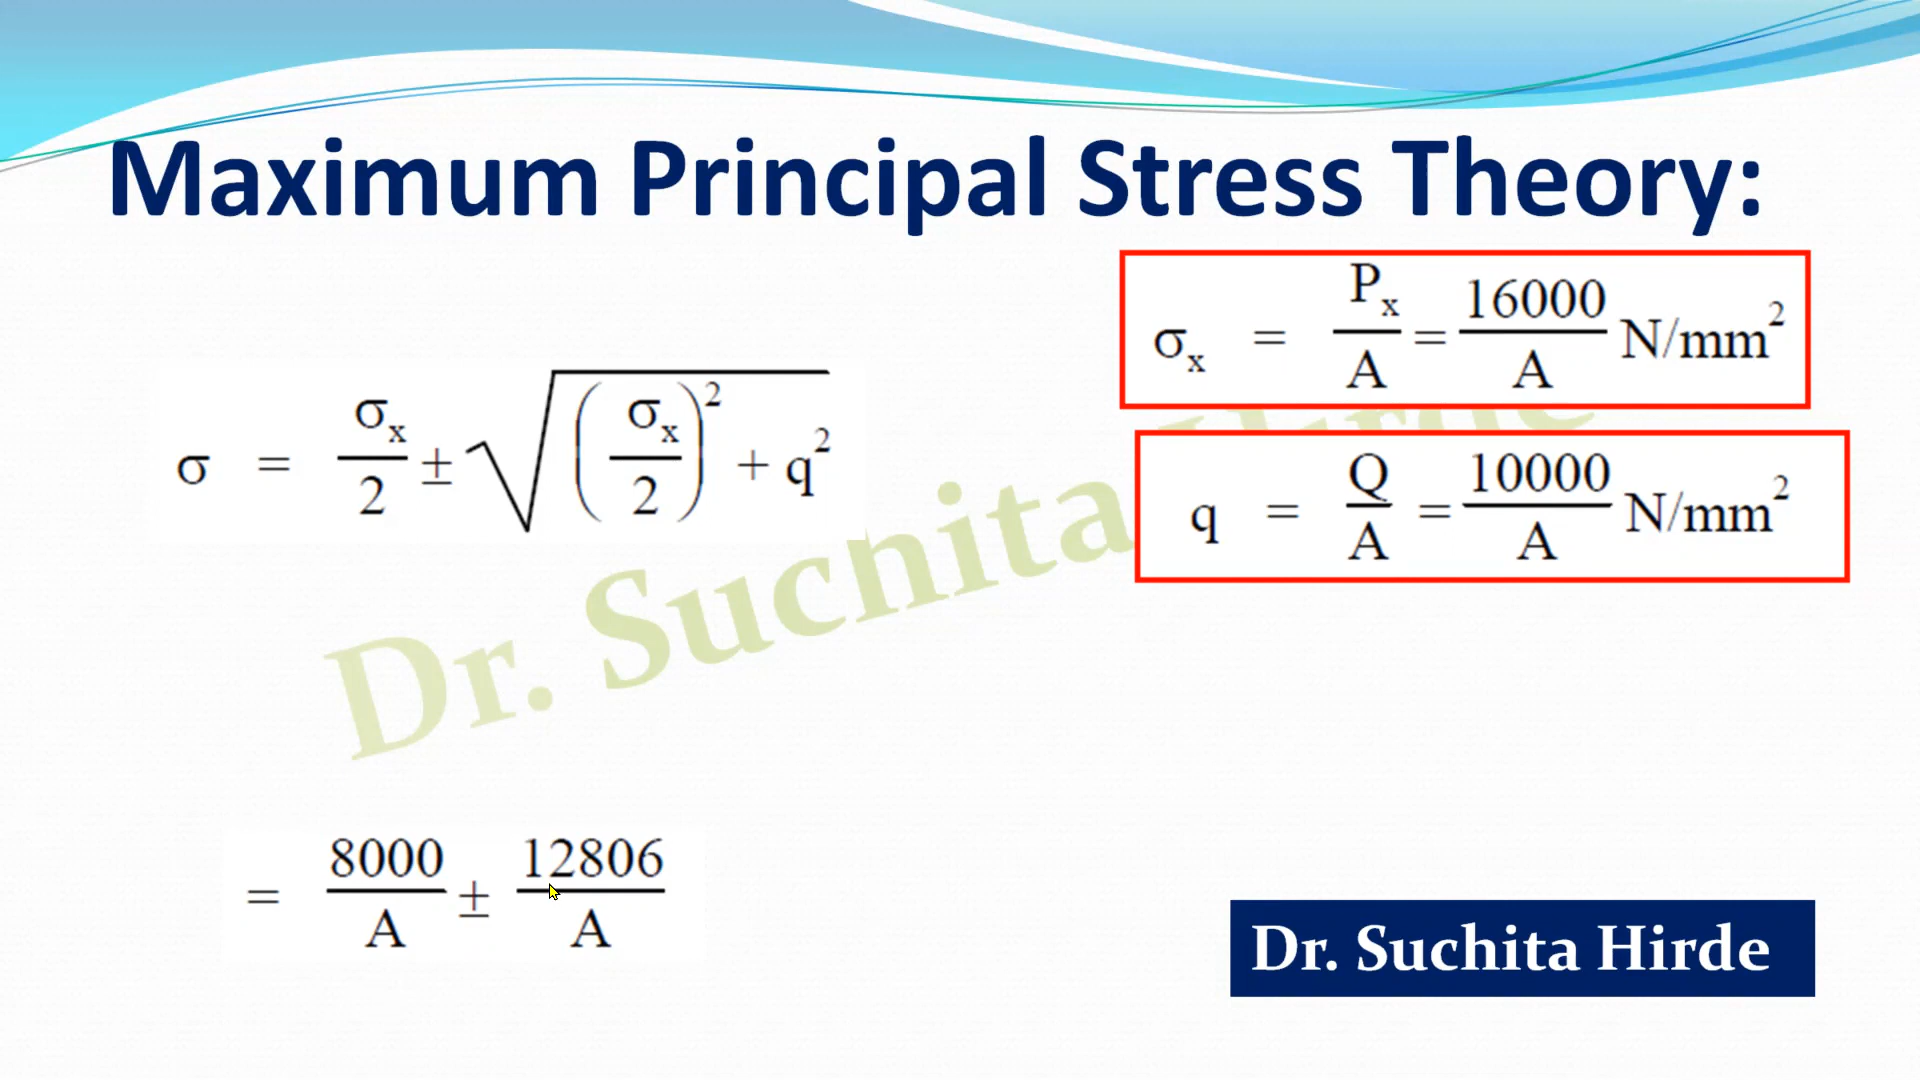 Maximum Principal Stress Theory:
σx = Px/A = 16000/A N/mm²
σ = σx/2 ± √((σx/2)² + q²)
q = Q/A = 10000/A N/mm²
Dr. Suchita Hirde
= 8000/A ± 12806/A
Dr. Suchita Hirde